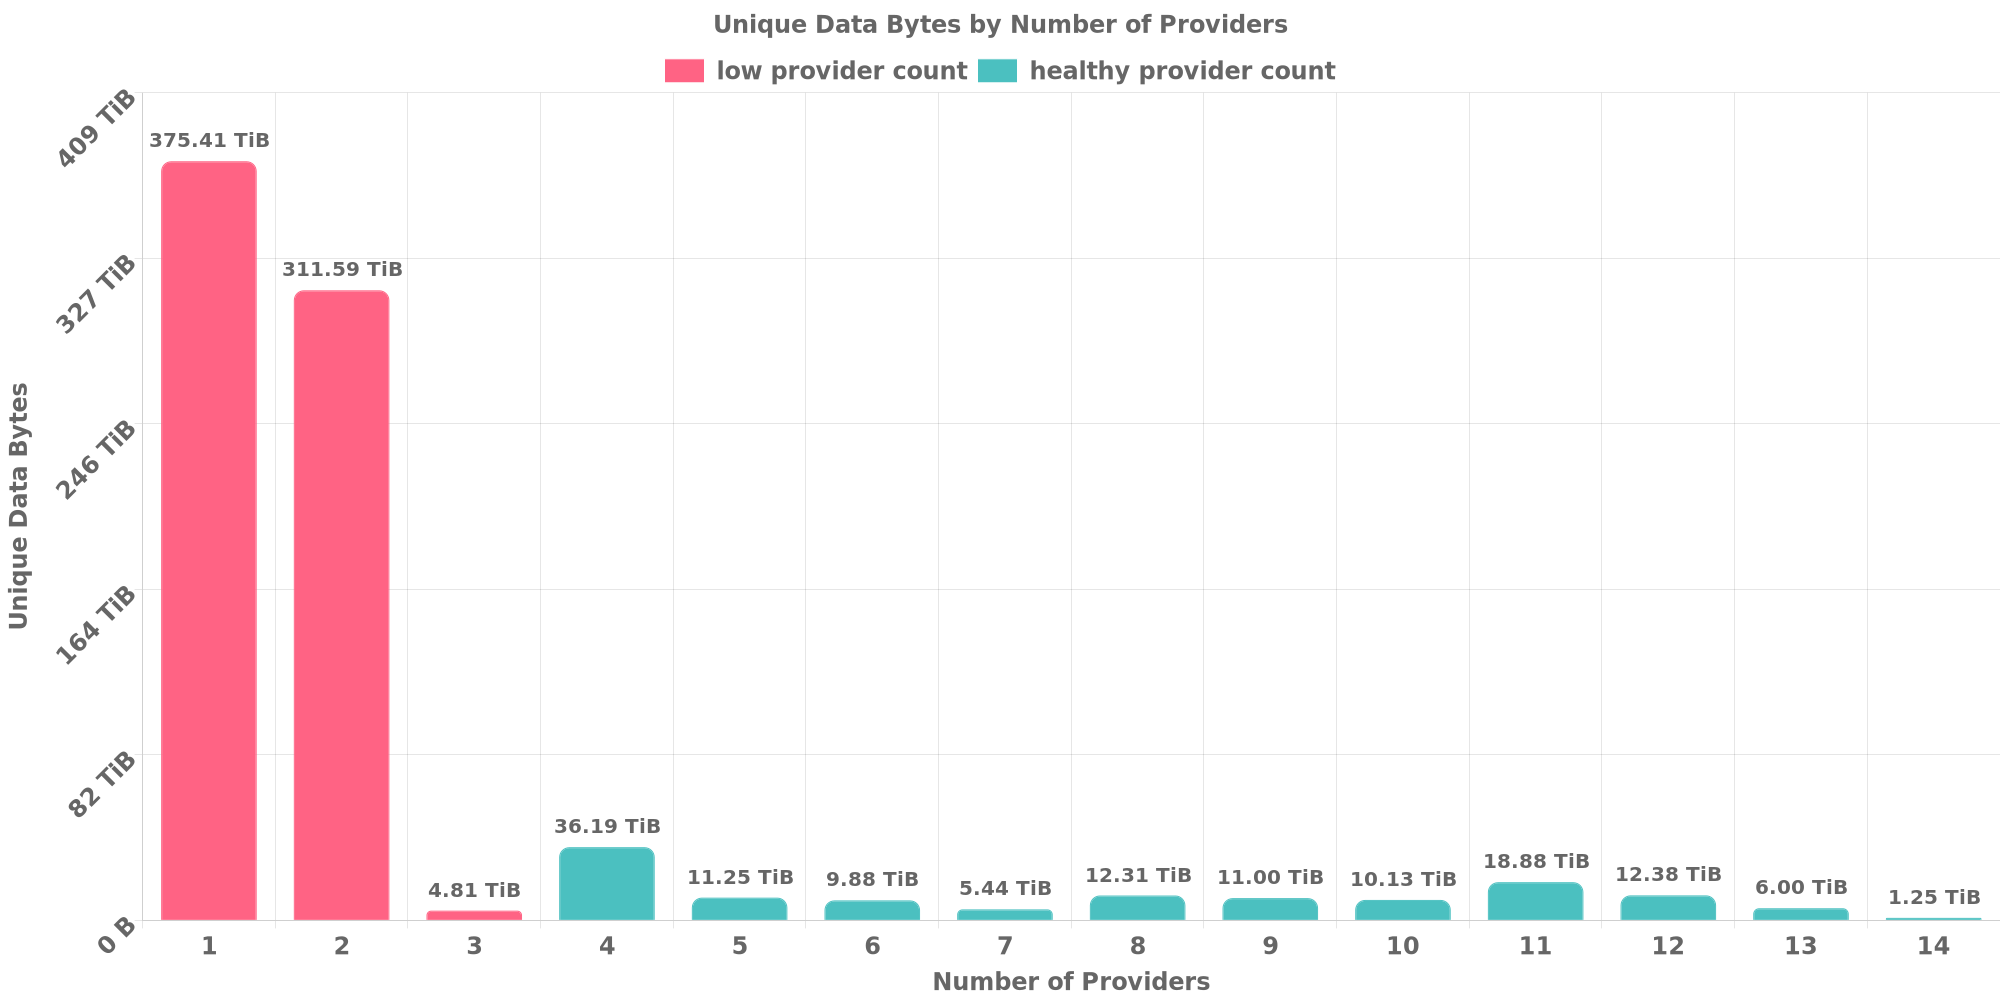 Unique Data Bytes by Number of Providers
low provider count healthy provider count
409 TiB
327 TiB
246 TiB
164 TiB
82 TiB
0 B
Unique Data Bytes
375.41 TiB
311.59 TiB
4.81 TiB
36.19 TiB
11.25 TiB
9.88 TiB
5.44 TiB
12.31 TiB
11.00 TiB
10.13 TiB
18.88 TiB
12.38 TiB
6.00 TiB
1.25 TiB
1 2 3 4 5 6 7 8 9 10 11 12 13 14
Number of Providers